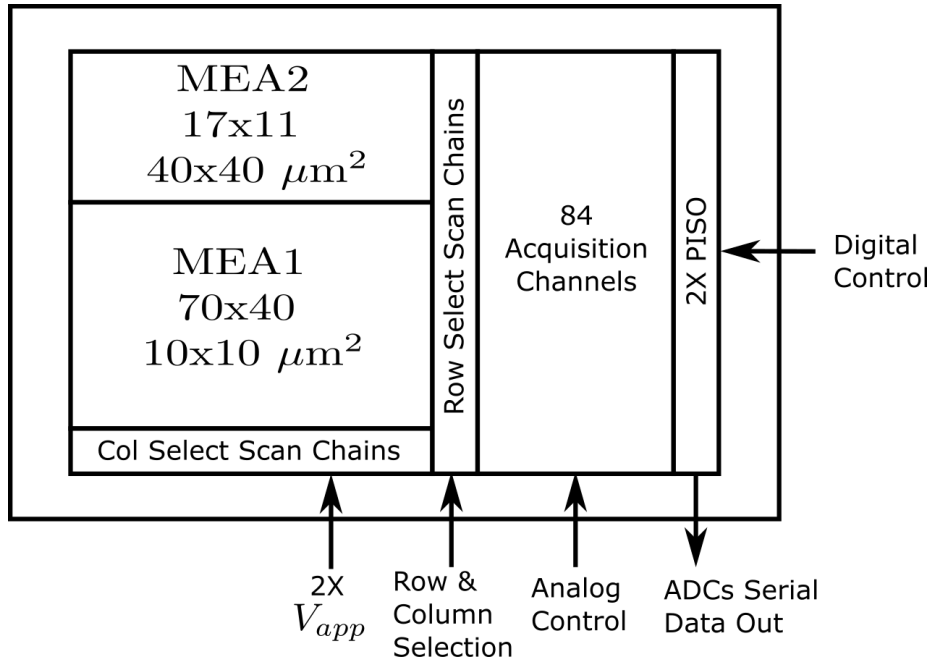 MEA2
17x11
40x40 μm²
MEA1
70x40
10x10 μm²
Col Select Scan Chains
Row Select Scan Chains
84
Acquisition
Channels
2X PISO
Digital
Control
2X
V_app
Row &
Column
Selection
Analog
Control
ADCs Serial
Data Out